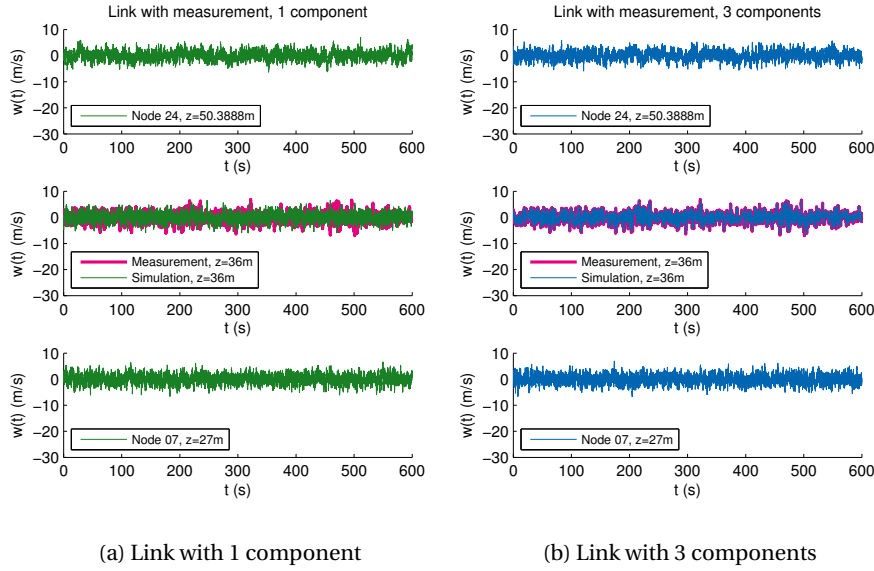 Link with measurement, 1 component
10
0
−10
−20
−30
w(t) (m/s)
Node 24, z=50.3888m
0 100 200 300 400 500 600
t (s)
10
0
−10
−20
−30
w(t) (m/s)
Measurement, z=36m
Simulation, z=36m
0 100 200 300 400 500 600
t (s)
10
0
−10
−20
−30
w(t) (m/s)
Node 07, z=27m
0 100 200 300 400 500 600
t (s)
(a) Link with 1 component
Link with measurement, 3 components
10
0
−10
−20
−30
w(t) (m/s)
Node 24, z=50.3888m
0 100 200 300 400 500 600
t (s)
10
0
−10
−20
−30
w(t) (m/s)
Measurement, z=36m
Simulation, z=36m
0 100 200 300 400 500 600
t (s)
10
0
−10
−20
−30
w(t) (m/s)
Node 07, z=27m
0 100 200 300 400 500 600
t (s)
(b) Link with 3 components